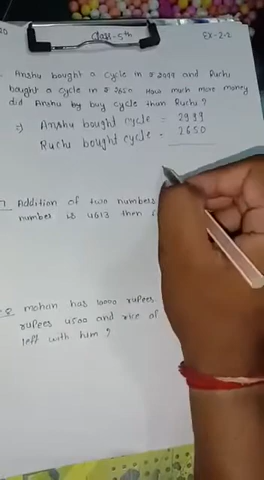 Class-5th
EX-2.2
Anshu bought a cycle in ₹ and Ruchi
bought a cycle in ₹ 2650 How much more money
did Anshu by buy cycle than Ruchi ?
⇒ Anshu bought cycle = 2999
Ruchi bought cycle = 2650
Addition of two numbers
number is 4613 then
Mohan has 10000 rupees
rupees 4500 and rice of
left with him ?